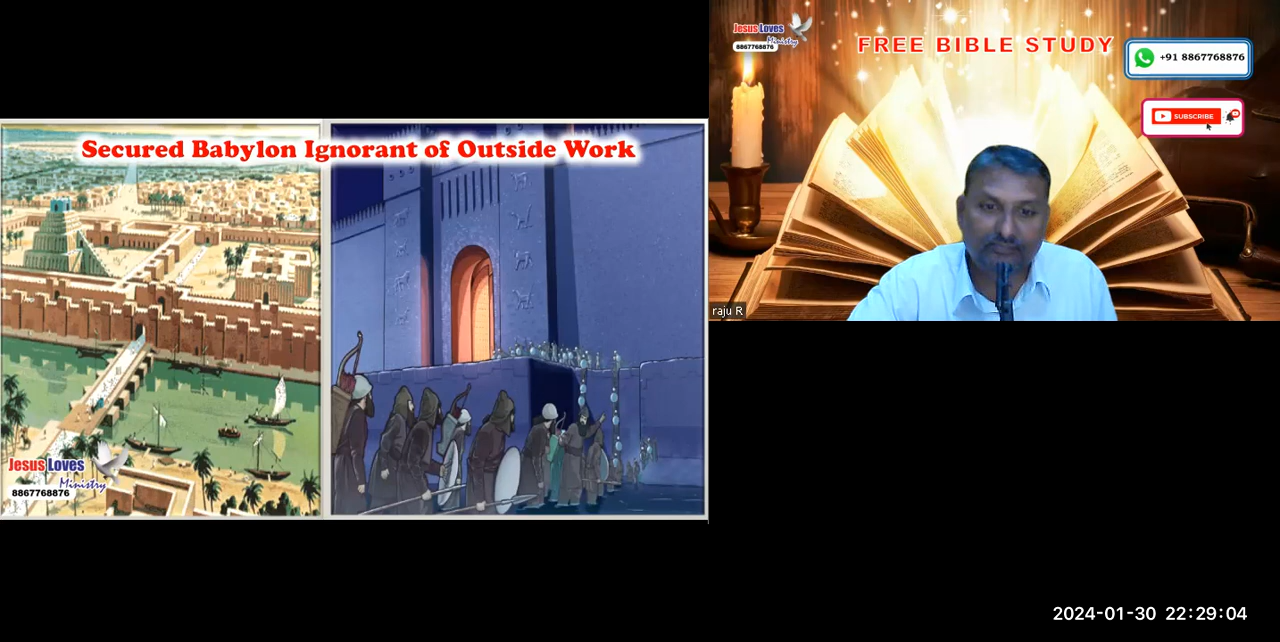 Secured Babylon Ignorant of Outside Work
Jesus Loves
Ministry
8867768876
Jesus Loves
Ministry
8867768876
FREE BIBLE STUDY
+91 8867768876
SUBSCRIBE
raju R
2024-01-30 22:29:04